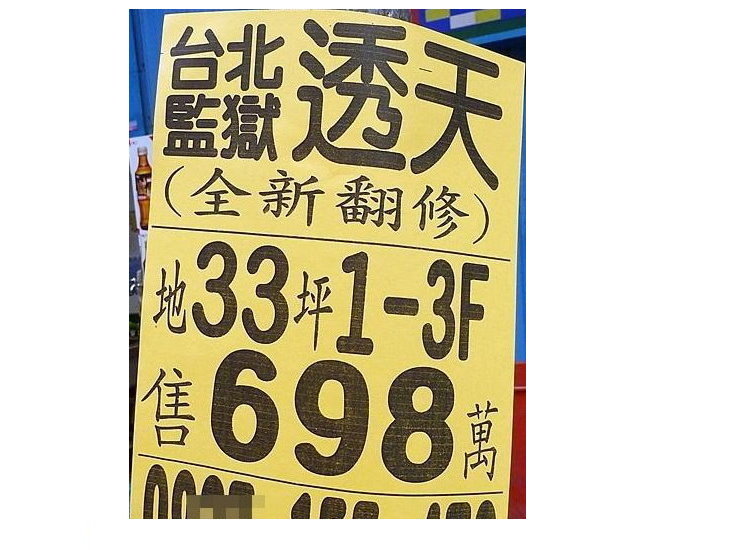 台北監獄 透天
(全新翻修)
地33坪1-3F
售698萬